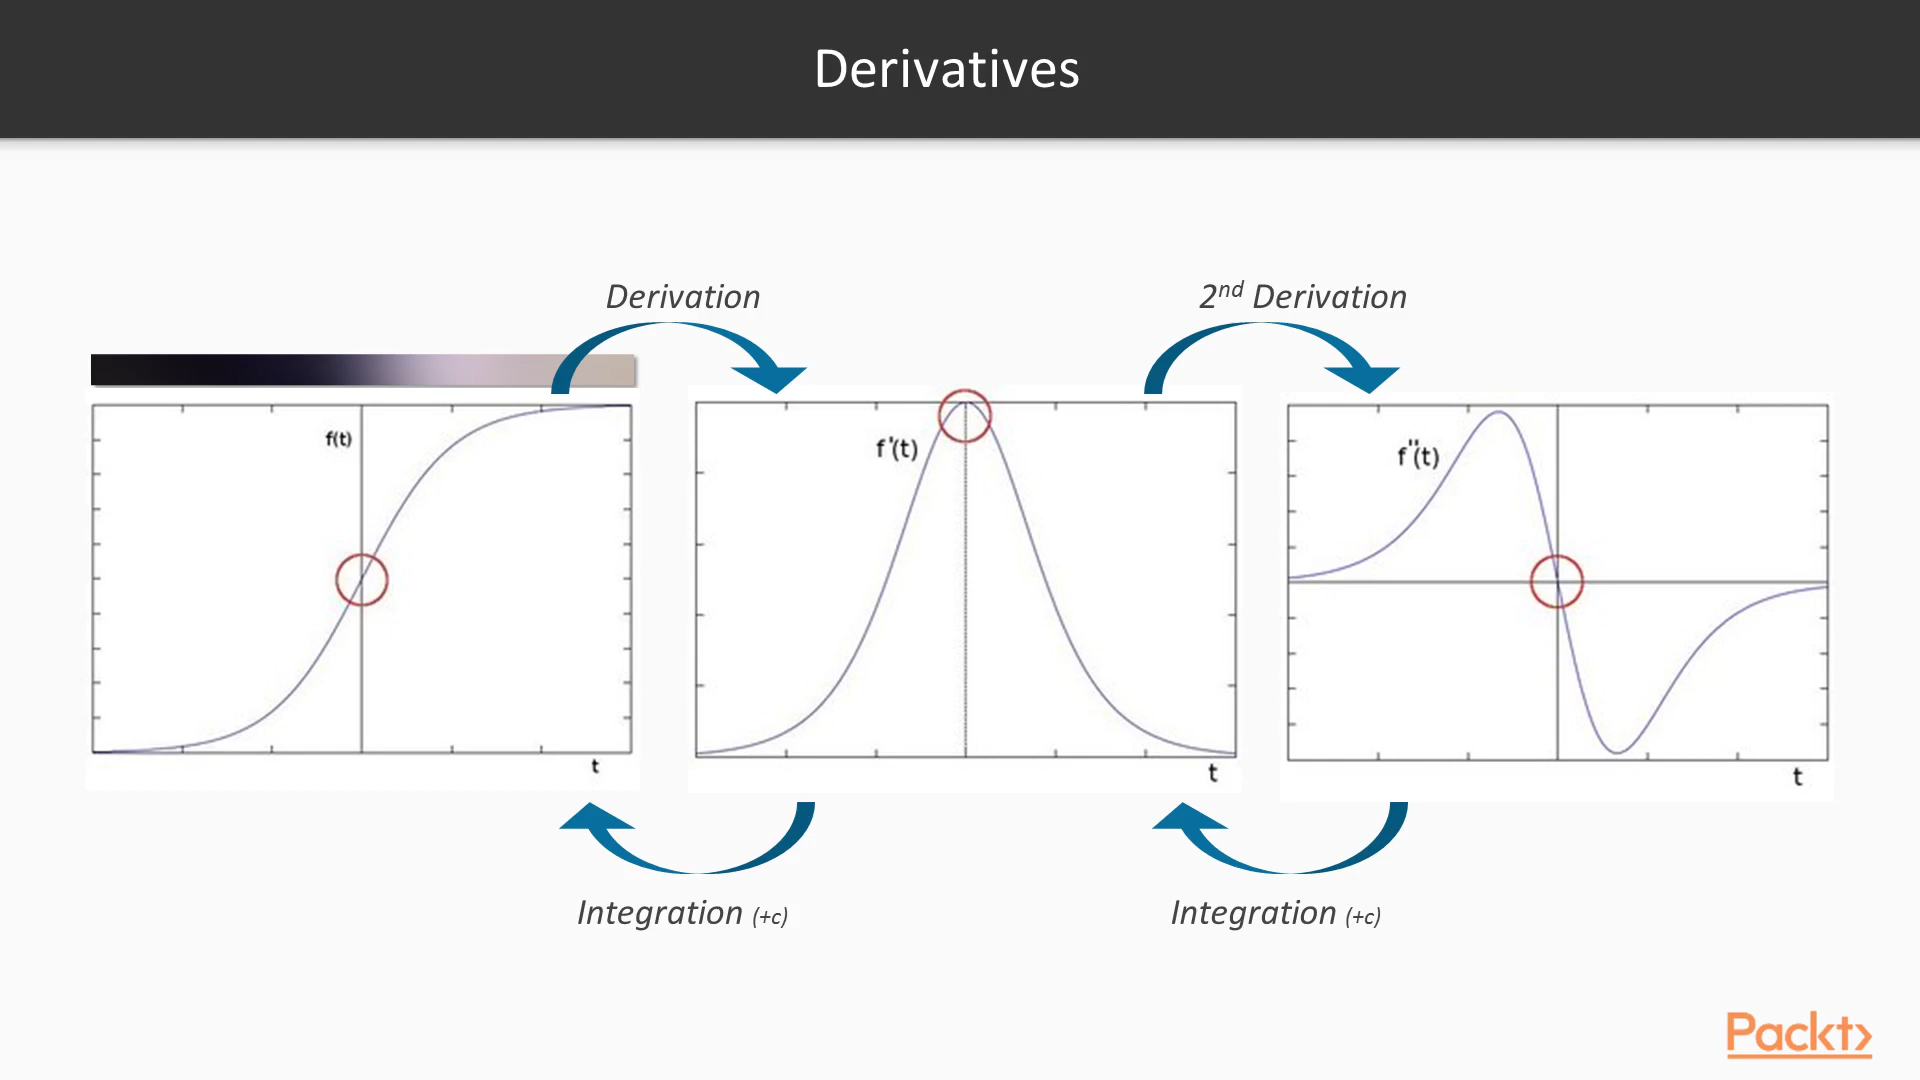 Derivatives
Derivation
2nd Derivation
f(t)
f'(t)
f''(t)
t
t
t
Integration (+c)
Integration (+c)
Packt>